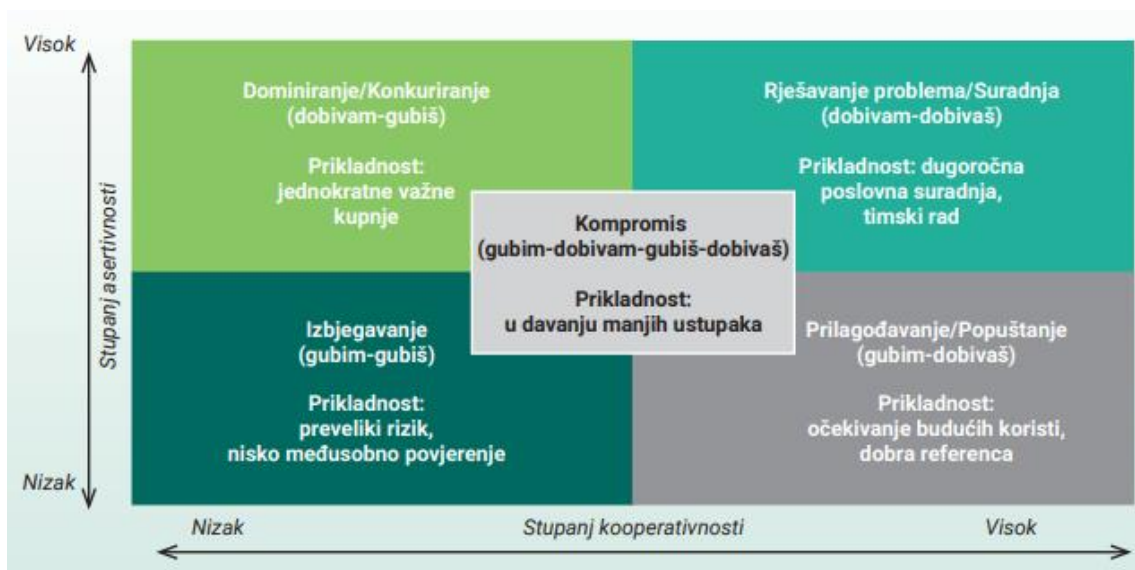 Visok
Dominiranje/Konkuriranje
(dobivam-gubiš)
Prikladnost:
jednokratne važne
kupnje
Rješavanje problema/Suradnja
(dobivam-dobivaš)
Prikladnost: dugoročna
poslovna suradnja,
timski rad
Stupanj asertivnosti
Kompromis
(gubim-dobivam-gubiš-dobivaš)
Prikladnost:
u davanju manjih ustupaka
Izbjegavanje
(gubim-gubiš)
Prikladnost:
preveliki rizik,
nisko međusobno povjerenje
Prilagođavanje/Popuštanje
(gubim-dobivaš)
Prikladnost:
očekivanje budućih koristi,
dobra referenca
Nizak
Nizak
Stupanj kooperativnosti
Visok